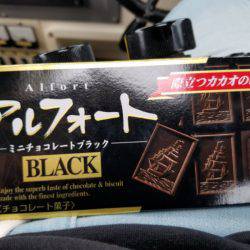 Alfort
際立つカカオの
アルフォート
ミニチョコレートブラック
BLACK
Enjoy the superb taste of chocolate & biscuit
made with the finest ingredients.
チョコレート菓子